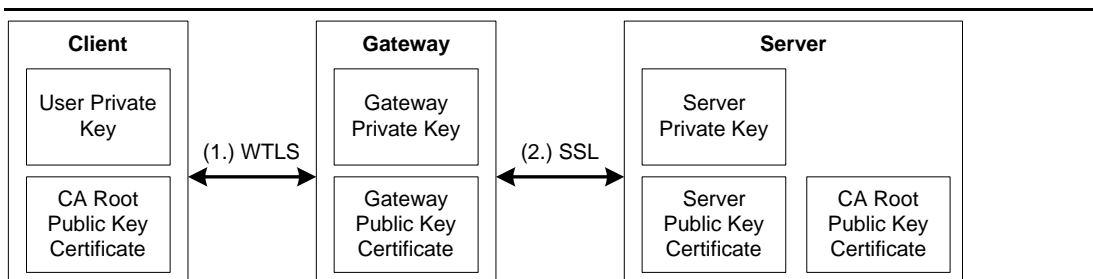 Client
Gateway
Server
User Private
Key
Gateway
Private Key
Server
Private Key
(1.) WTLS
(2.) SSL
CA Root
Public Key
Certificate
Gateway
Public Key
Certificate
Server
Public Key
Certificate
CA Root
Public Key
Certificate